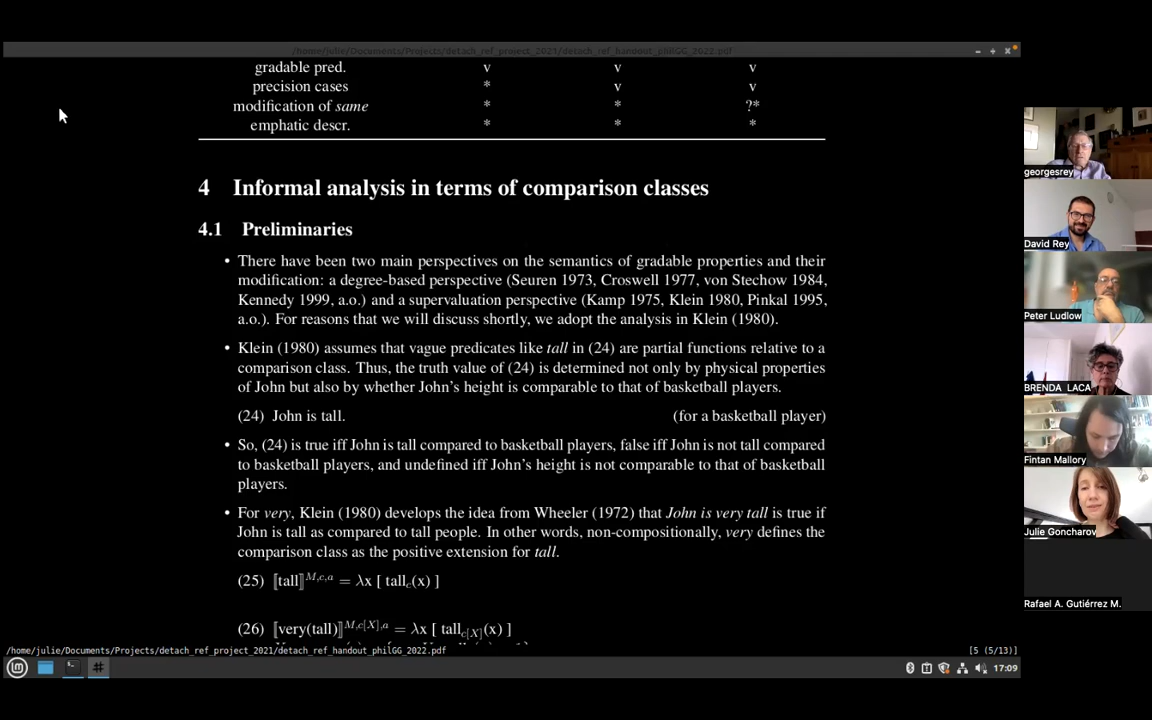 /home/julie/Documents/Projects/detach_ref_project_2021/detach_ref_handout_philGG_2022.pdf
gradable pred. v v v
precision cases * v v
modification of same * * ?*
emphatic descr. * * *
4 Informal analysis in terms of comparison classes
4.1 Preliminaries
• There have been two main perspectives on the semantics of gradable properties and their
modification: a degree-based perspective (Seuren 1973, Croswell 1977, von Stechow 1984,
Kennedy 1999, a.o.) and a supervaluation perspective (Kamp 1975, Klein 1980, Pinkal 1995,
a.o.). For reasons that we will discuss shortly, we adopt the analysis in Klein (1980).
• Klein (1980) assumes that vague predicates like tall in (24) are partial functions relative to a
comparison class. Thus, the truth value of (24) is determined not only by physical properties
of John but also by whether John's height is comparable to that of basketball players.
(24) John is tall. (for a basketball player)
• So, (24) is true iff John is tall compared to basketball players, false iff John is not tall compared
to basketball players, and undefined iff John's height is not comparable to that of basketball
players.
• For very, Klein (1980) develops the idea from Wheeler (1972) that John is very tall is true if
John is tall as compared to tall people. In other words, non-compositionally, very defines the
comparison class as the positive extension for tall.
(25) ⟦tall⟧M,c,a = λx [ tallc(x) ]
(26) ⟦very(tall)⟧M,c[X],a = λx [ tallc[X](x) ]
/home/julie/Documents/Projects/detach_ref_project_2021/detach_ref_handout_philGG_2022.pdf [5 (5/13)]
17:09
georgesrey
David Rey
Peter Ludlow
BRENDA LACA
Fintan Mallory
Julie Goncharov
Rafael A. Gutiérrez M.